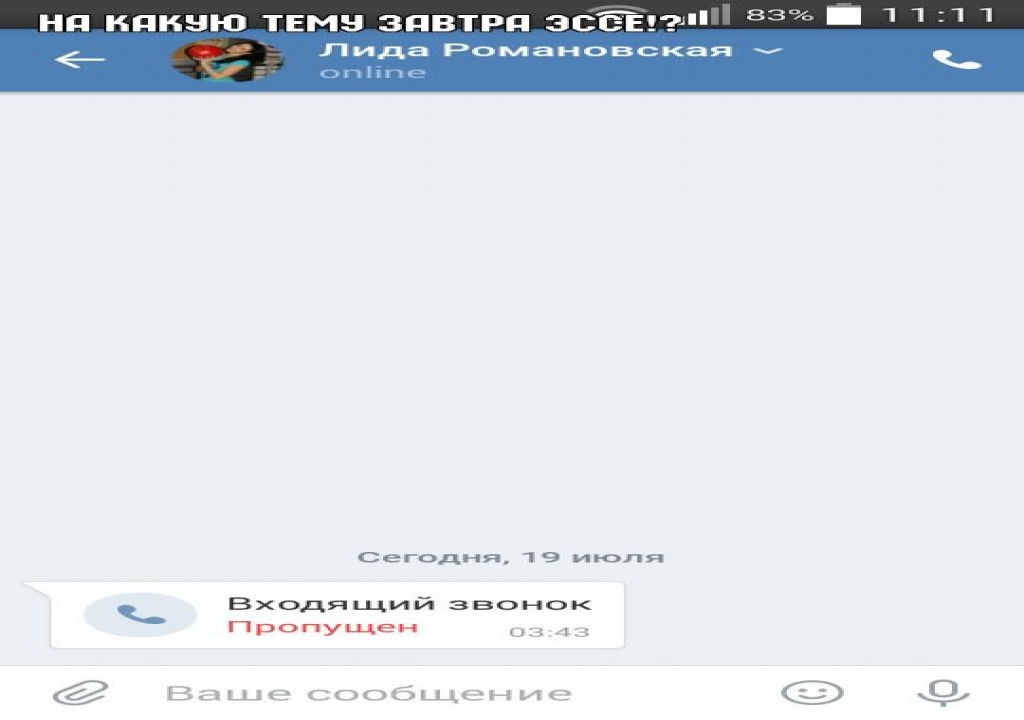 НА КАКУЮ ТЕМУ ЗАВТРА ЭССЕ!?
83% 11:11
Лида Романовская
online
Сегодня, 19 июля
Входящий звонок
Пропущен 03:43
Ваше сообщение